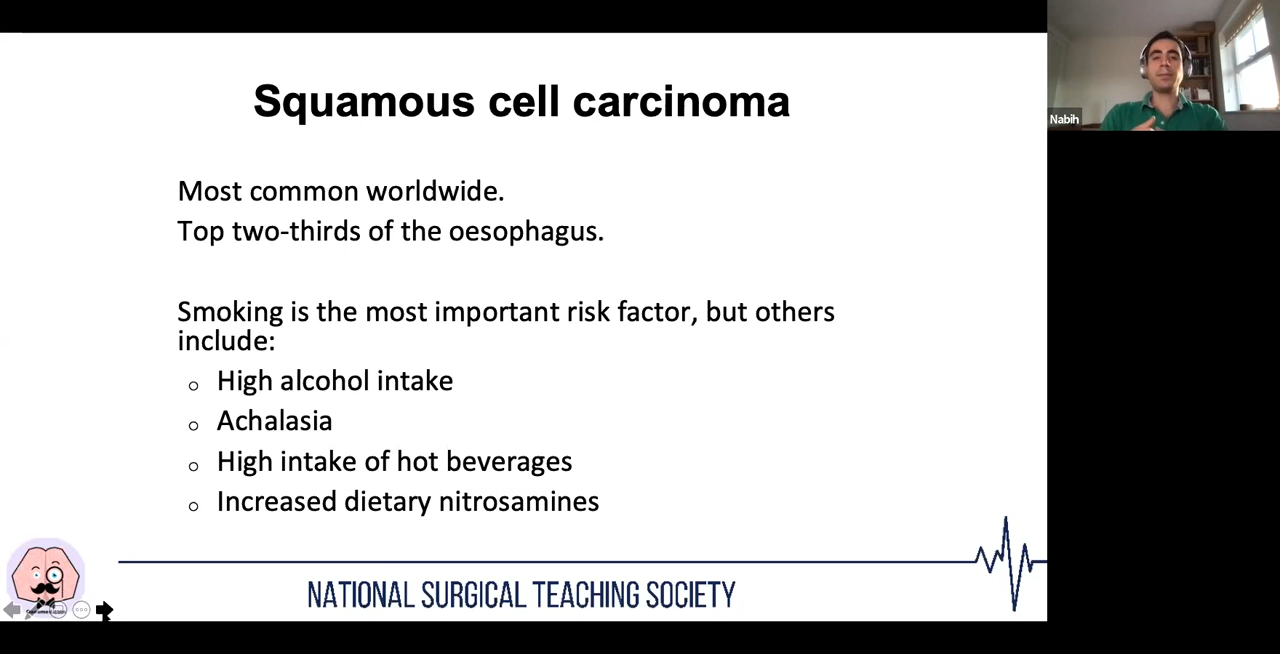 Squamous cell carcinoma
Nabih
Most common worldwide.
Top two-thirds of the oesophagus.
Smoking is the most important risk factor, but others
include:
High alcohol intake
Achalasia
High intake of hot beverages
Increased dietary nitrosamines
NATIONAL SURGICAL TEACHING SOCIETY